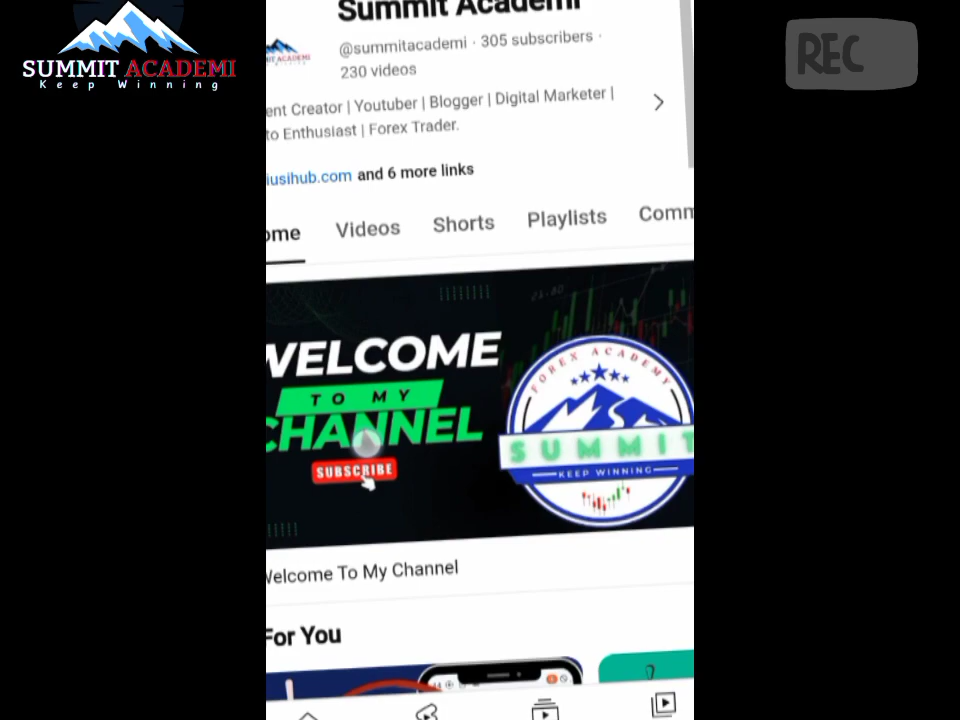 SUMMIT ACADEMI
Keep Winning
REC
Summit Academi
@summitacademi · 305 subscribers ·
230 videos
ent Creator | Youtuber | Blogger | Digital Marketer |
to Enthusiast | Forex Trader.
iusihub.com and 6 more links
ome Videos Shorts Playlists Comm
21.80
WELCOME
TO MY
CHANNEL
SUBSCRIBE
FOREX ACADEMY
SUMMIT
KEEP WINNING
Welcome To My Channel
For You